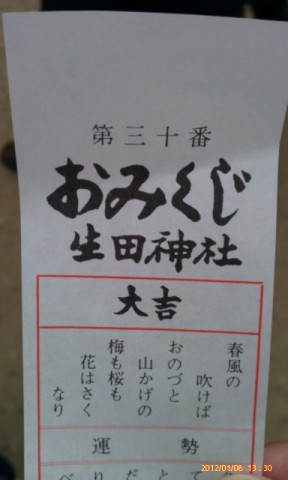 第三十番
おみくじ
生田神社
大吉
春風の
吹けば
おのづと
山かげの
梅も桜も
花はさく
なり
運勢
2012/01/08 13:30